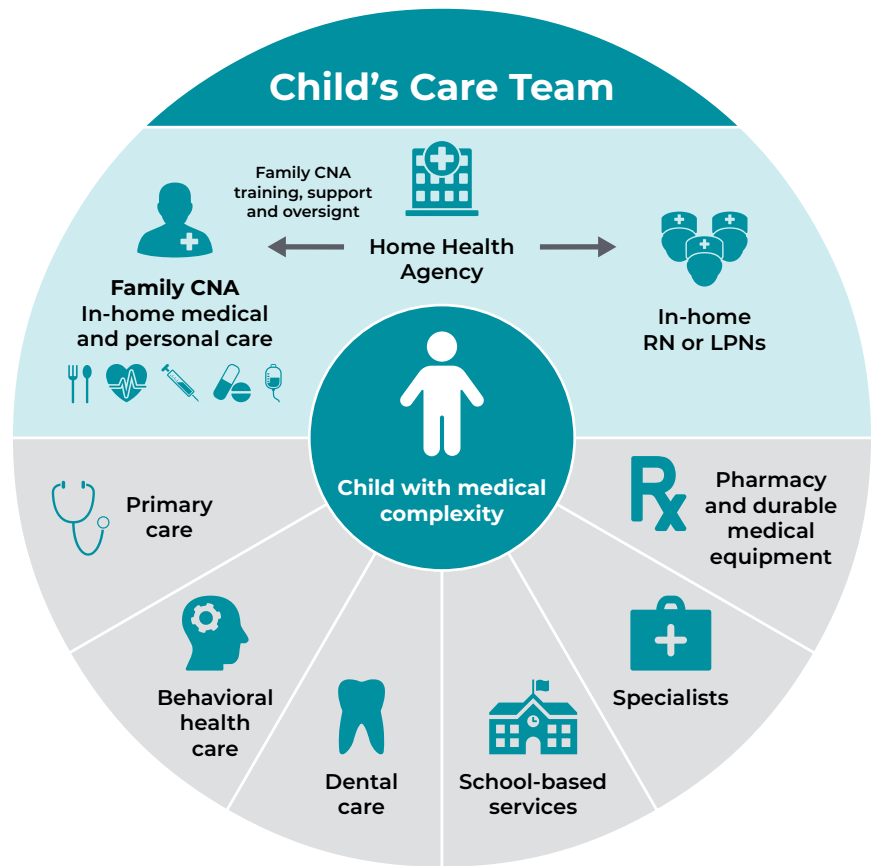 Child's Care Team
Family CNA
training, support
and oversignt
Home Health
Agency
Family CNA
In-home medical
and personal care
In-home
RN or LPNs
Child with medical
complexity
Primary
care
Behavioral
health
care
Dental
care
School-based
services
Specialists
Rx
Pharmacy
and durable
medical
equipment